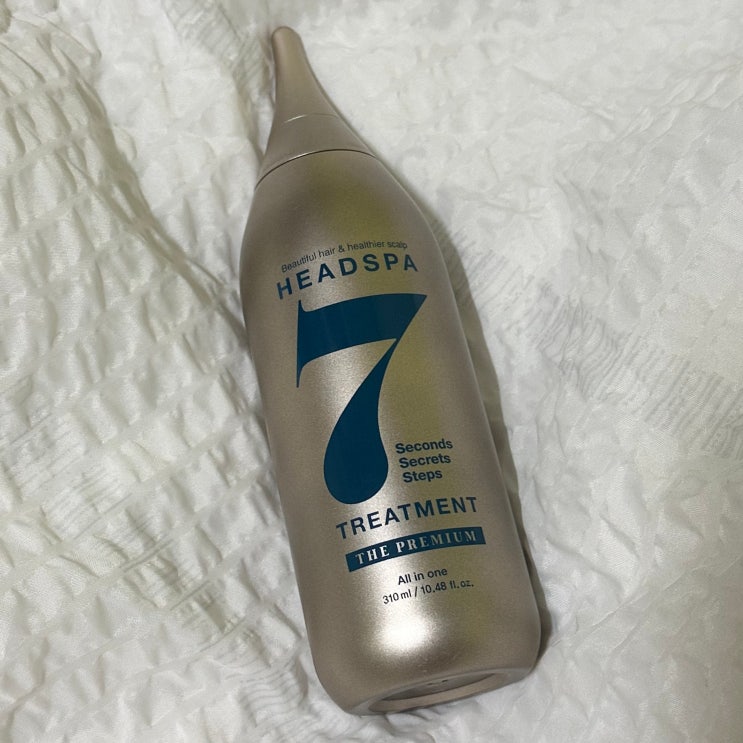 Beautiful hair & healthier scalp
HEADSPA
7
Seconds
Secrets
Steps
TREATMENT
THE PREMIUM
All in one
310 ml / 10.48 fl. oz.